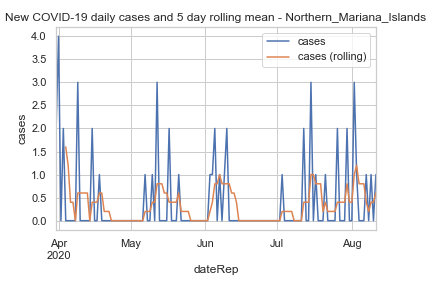 New COVID-19 daily cases and 5 day rolling mean - Northern_Mariana_Islands
cases
cases (rolling)
4.0
3.5
3.0
2.5
2.0
1.5
1.0
0.5
0.0
cases
Apr
2020
May
Jun
Jul
Aug
dateRep